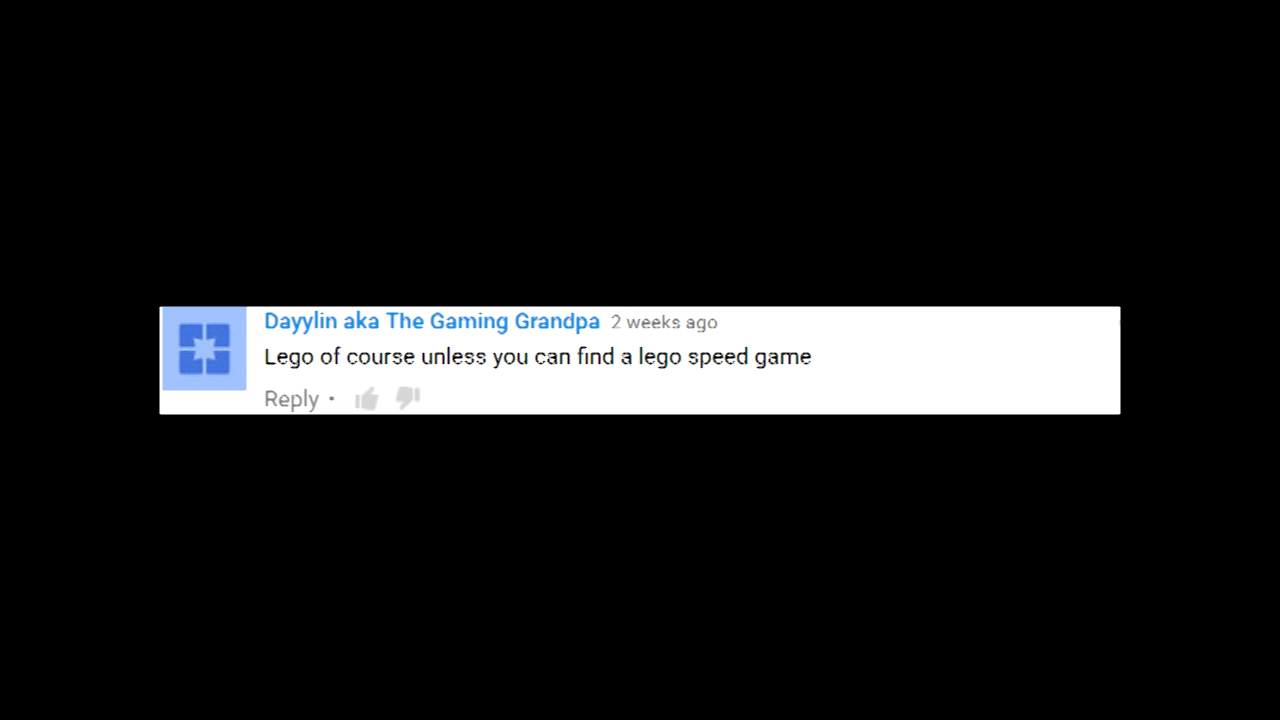 Dayylin aka The Gaming Grandpa 2 weeks ago
Lego of course unless you can find a lego speed game
Reply •